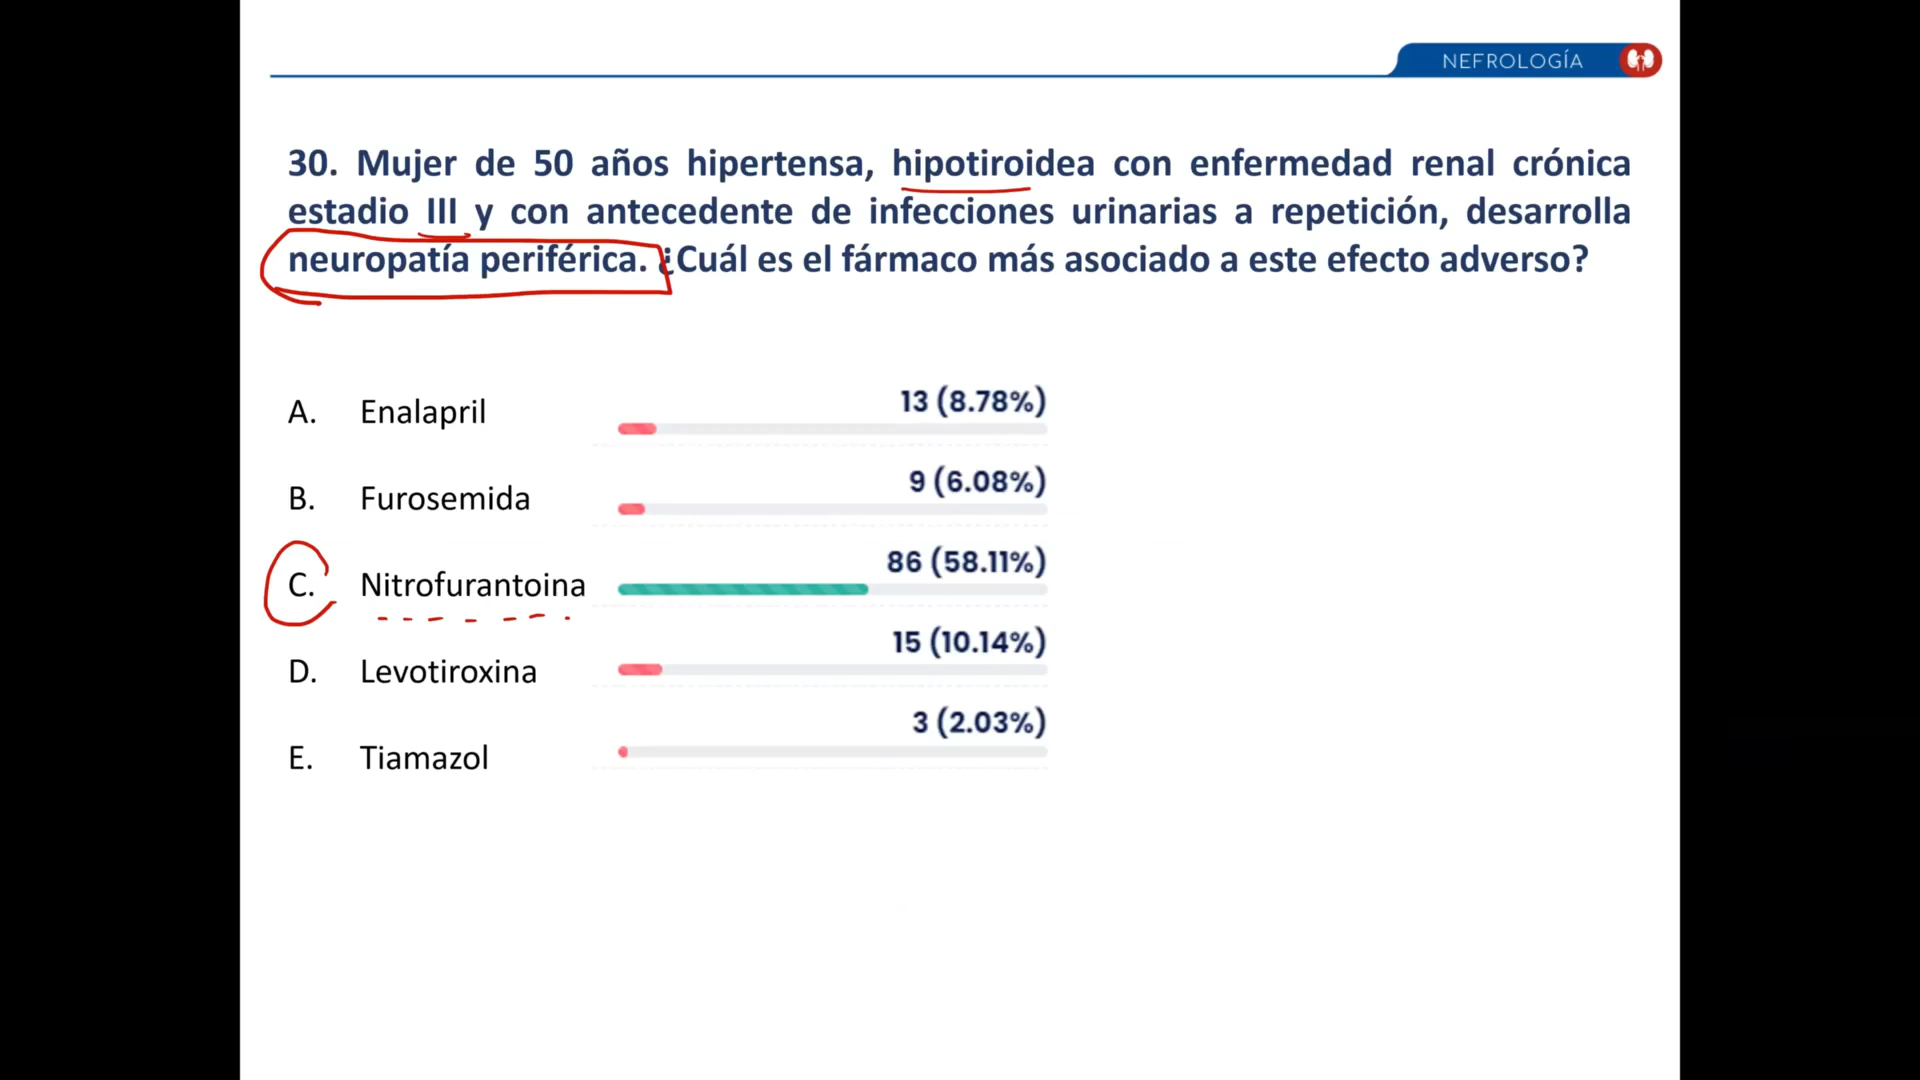 NEFROLOGÍA
30. Mujer de 50 años hipertensa, hipotiroidea con enfermedad renal crónica
estadio III y con antecedente de infecciones urinarias a repetición, desarrolla
neuropatía periférica. ¿Cuál es el fármaco más asociado a este efecto adverso?
A. Enalapril 13 (8.78%)
B. Furosemida 9 (6.08%)
C. Nitrofurantoina 86 (58.11%)
D. Levotiroxina 15 (10.14%)
E. Tiamazol 3 (2.03%)